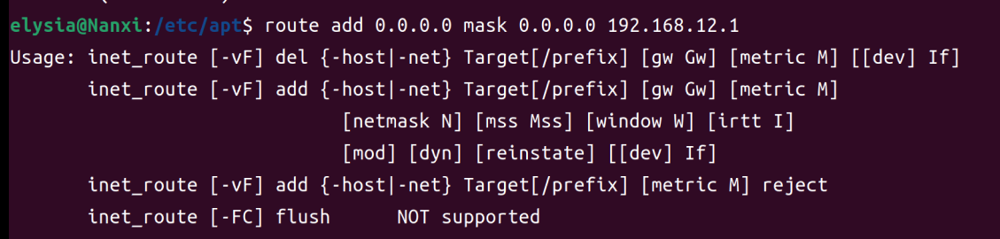 elysia@Nanxi:/etc/apt$ route add 0.0.0.0 mask 0.0.0.0 192.168.12.1
Usage: inet_route [-vF] del {-host|-net} Target[/prefix] [gw Gw] [metric M] [[dev] If]
       inet_route [-vF] add {-host|-net} Target[/prefix] [gw Gw] [metric M]
                              [netmask N] [mss Mss] [window W] [irtt I]
                              [mod] [dyn] [reinstate] [[dev] If]
       inet_route [-vF] add {-host|-net} Target[/prefix] [metric M] reject
       inet_route [-FC] flush      NOT supported